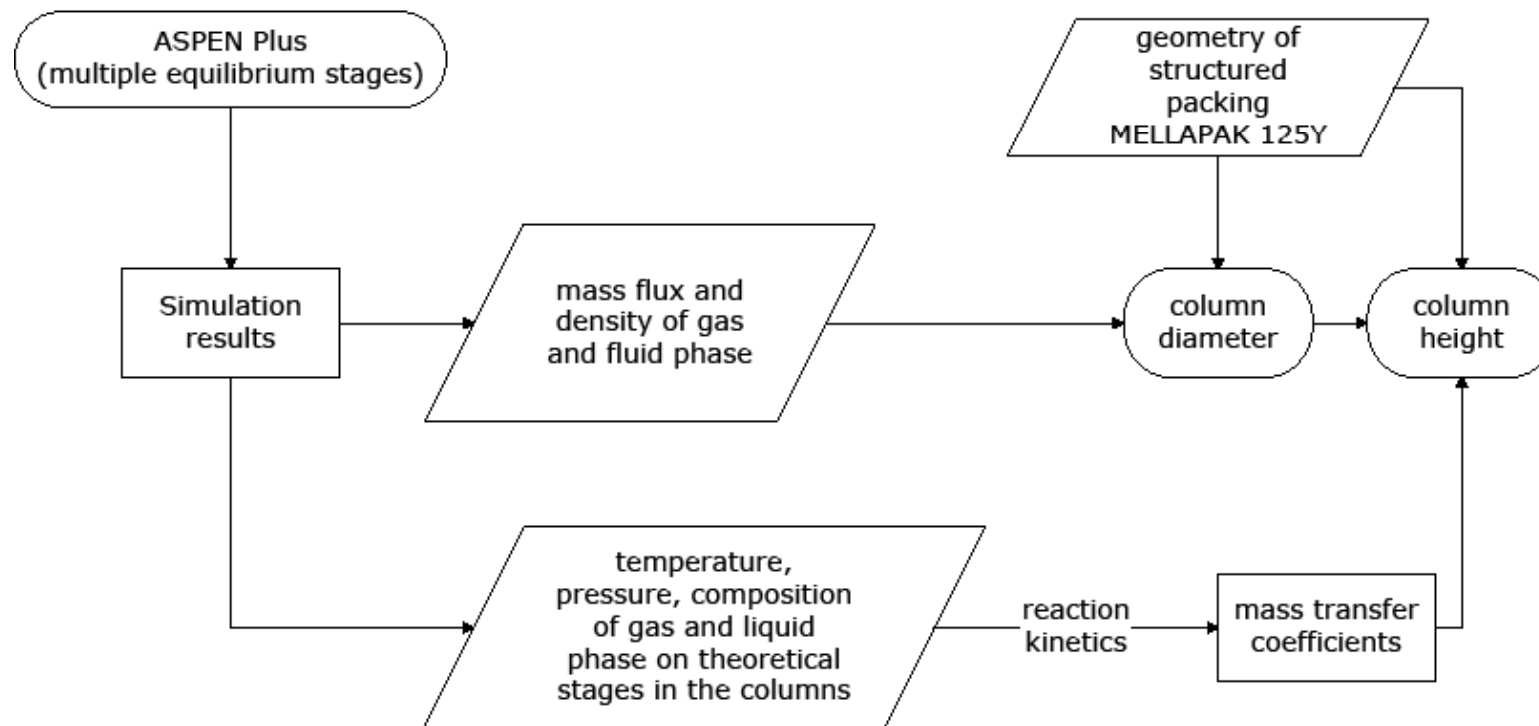 ASPEN Plus
(multiple equilibrium stages)
geometry of
structured
packing
MELLAPAK 125Y
Simulation
results
mass flux and
density of gas
and fluid phase
column
diameter
column
height
temperature,
pressure, composition
of gas and liquid
phase on theoretical
stages in the columns
reaction
kinetics
mass transfer
coefficients